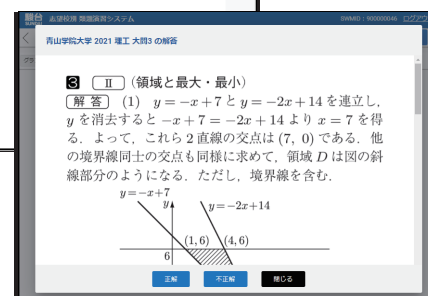 志望校別 類題演習システム
SWMID : 900000046 ログアウ
青山学院大学 2021 理工 大問3 の解答
3 Ⅱ (領域と最大・最小)
解 答 (1) y = −x + 7 と y = −2x + 14 を連立し,
y を消去すると −x + 7 = −2x + 14 より x = 7 を得
る. よって, これら 2 直線の交点は (7, 0) である. 他
の境界線同士の交点も同様に求めて, 領域 D は図の斜
線部分のようになる. ただし, 境界線を含む.
y=−x+7
y
y=−2x+14
(1,6)
(4,6)
6
正解
不正解
閉じる